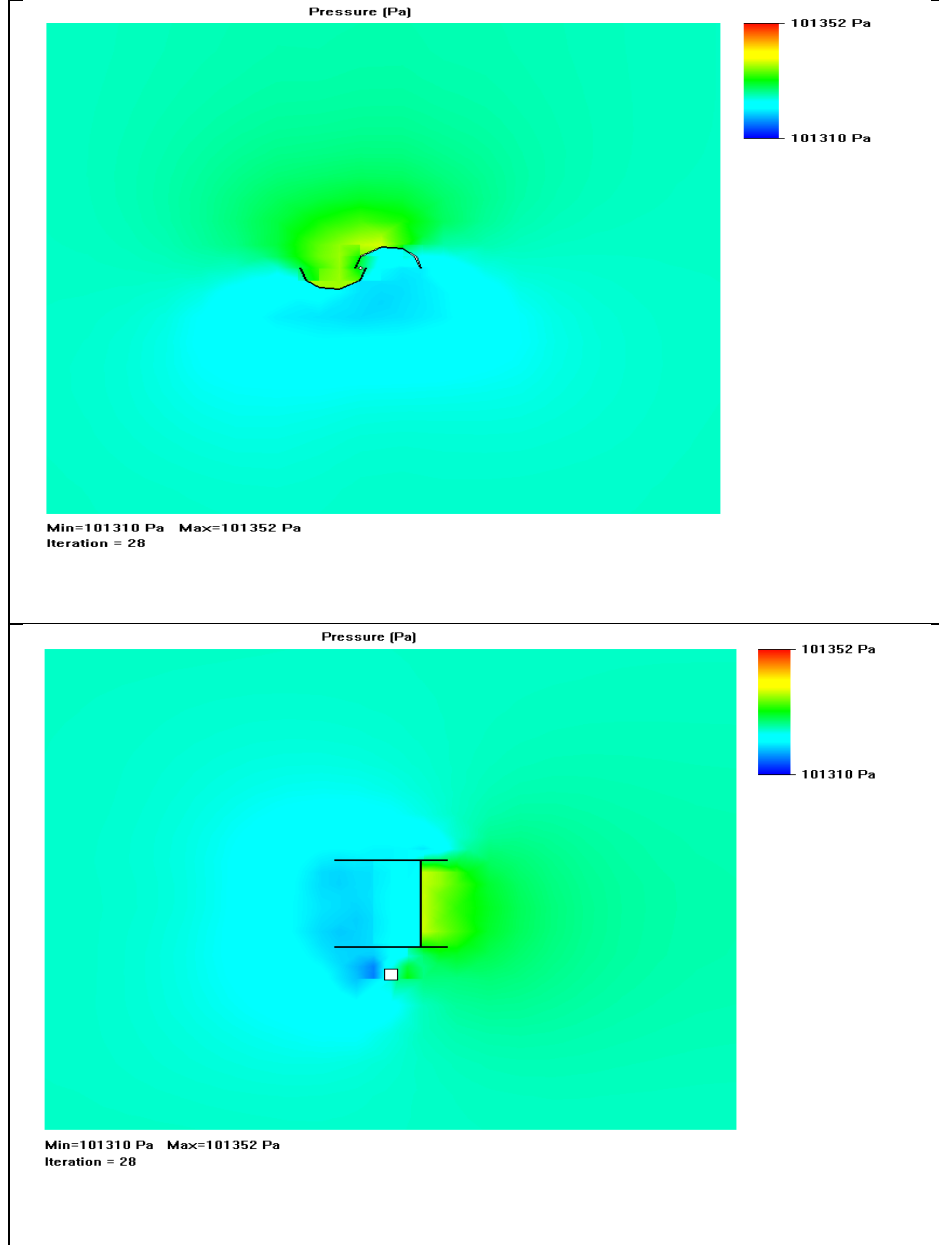 Pressure (Pa)
101352 Pa
101310 Pa
Min=101310 Pa Max=101352 Pa
Iteration = 28
Pressure (Pa)
101352 Pa
101310 Pa
Min=101310 Pa Max=101352 Pa
Iteration = 28